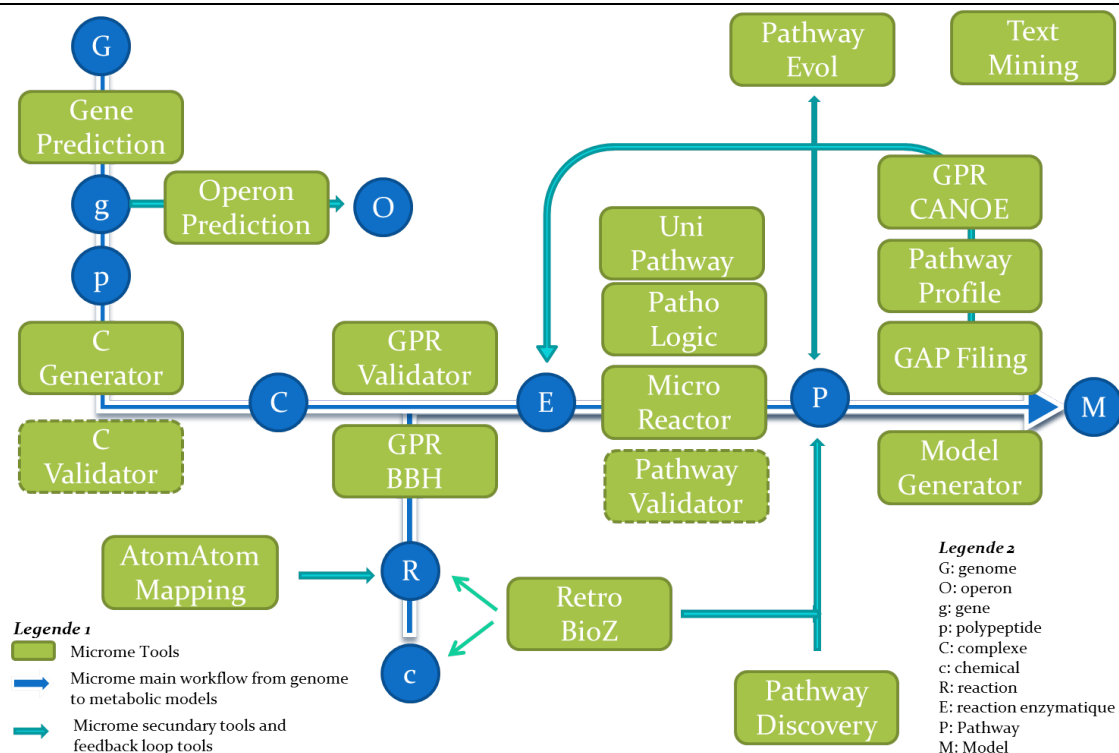 G
Gene
Prediction
g
Operon
Prediction
O
p
C
Generator
C
Validator
C
GPR
Validator
GPR
BBH
E
Uni
Pathway
Patho
Logic
Micro
Reactor
Pathway
Validator
Pathway
Evol
Text
Mining
GPR
CANOE
Pathway
Profile
GAP Filing
P
M
Model
Generator
AtomAtom
Mapping
R
Retro
BioZ
c
Pathway
Discovery
Legende 1
Microme Tools
Microme main workflow from genome
to metabolic models
Microme secundary tools and
feedback loop tools
Legende 2
G: genome
O: operon
g: gene
p: polypeptide
C: complexe
c: chemical
R: reaction
E: reaction enzymatique
P: Pathway
M: Model